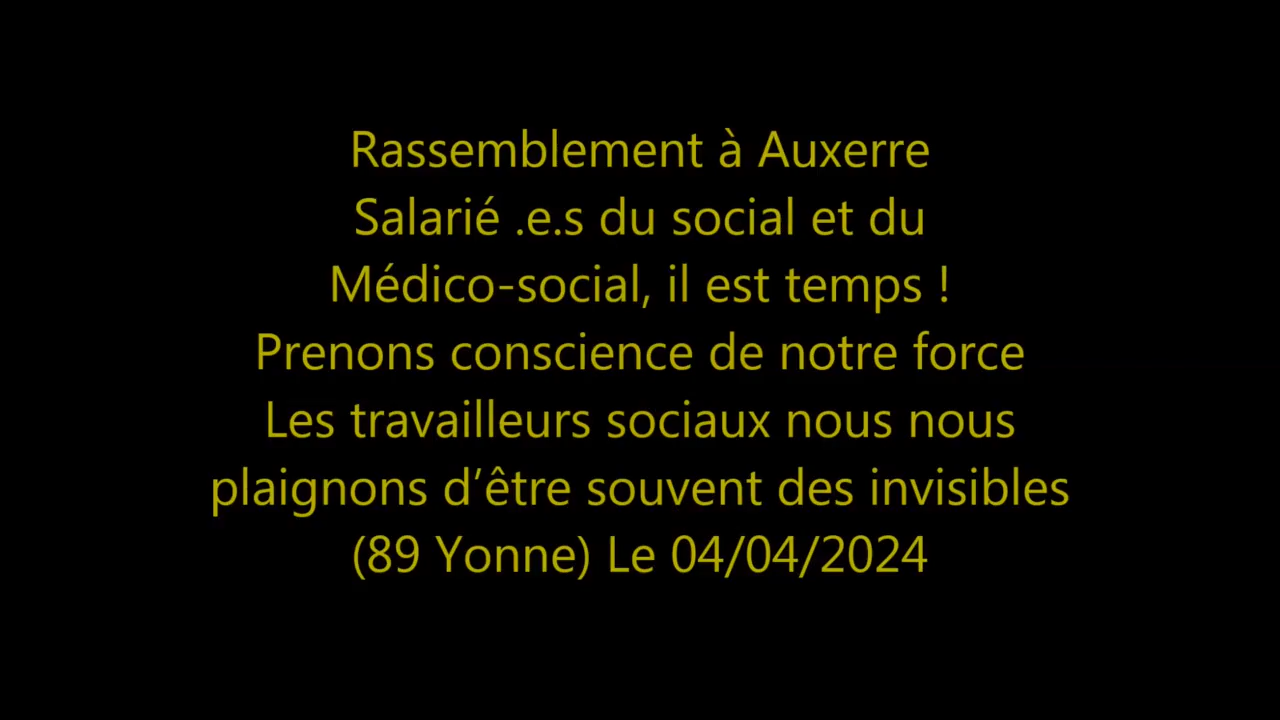 Rassemblement à Auxerre
Salarié .e.s du social et du
Médico-social, il est temps !
Prenons conscience de notre force
Les travailleurs sociaux nous nous
plaignons d’être souvent des invisibles
(89 Yonne) Le 04/04/2024